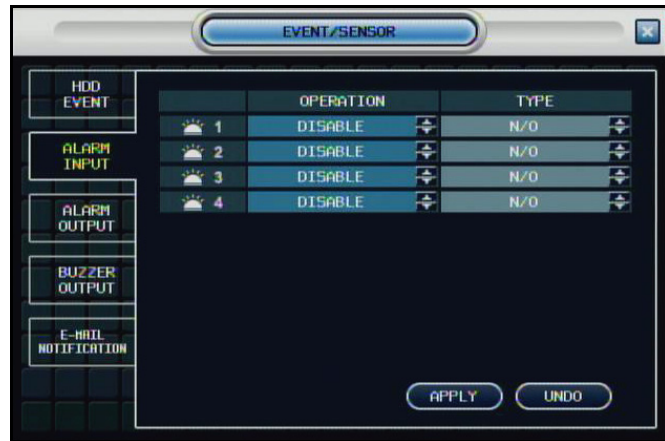 EVENT/SENSOR
HDD
EVENT
ALARM
INPUT
ALARM
OUTPUT
BUZZER
OUTPUT
E-MAIL
NOTIFICATION
OPERATION TYPE
1 DISABLE N/O
2 DISABLE N/O
3 DISABLE N/O
4 DISABLE N/O
APPLY UNDO